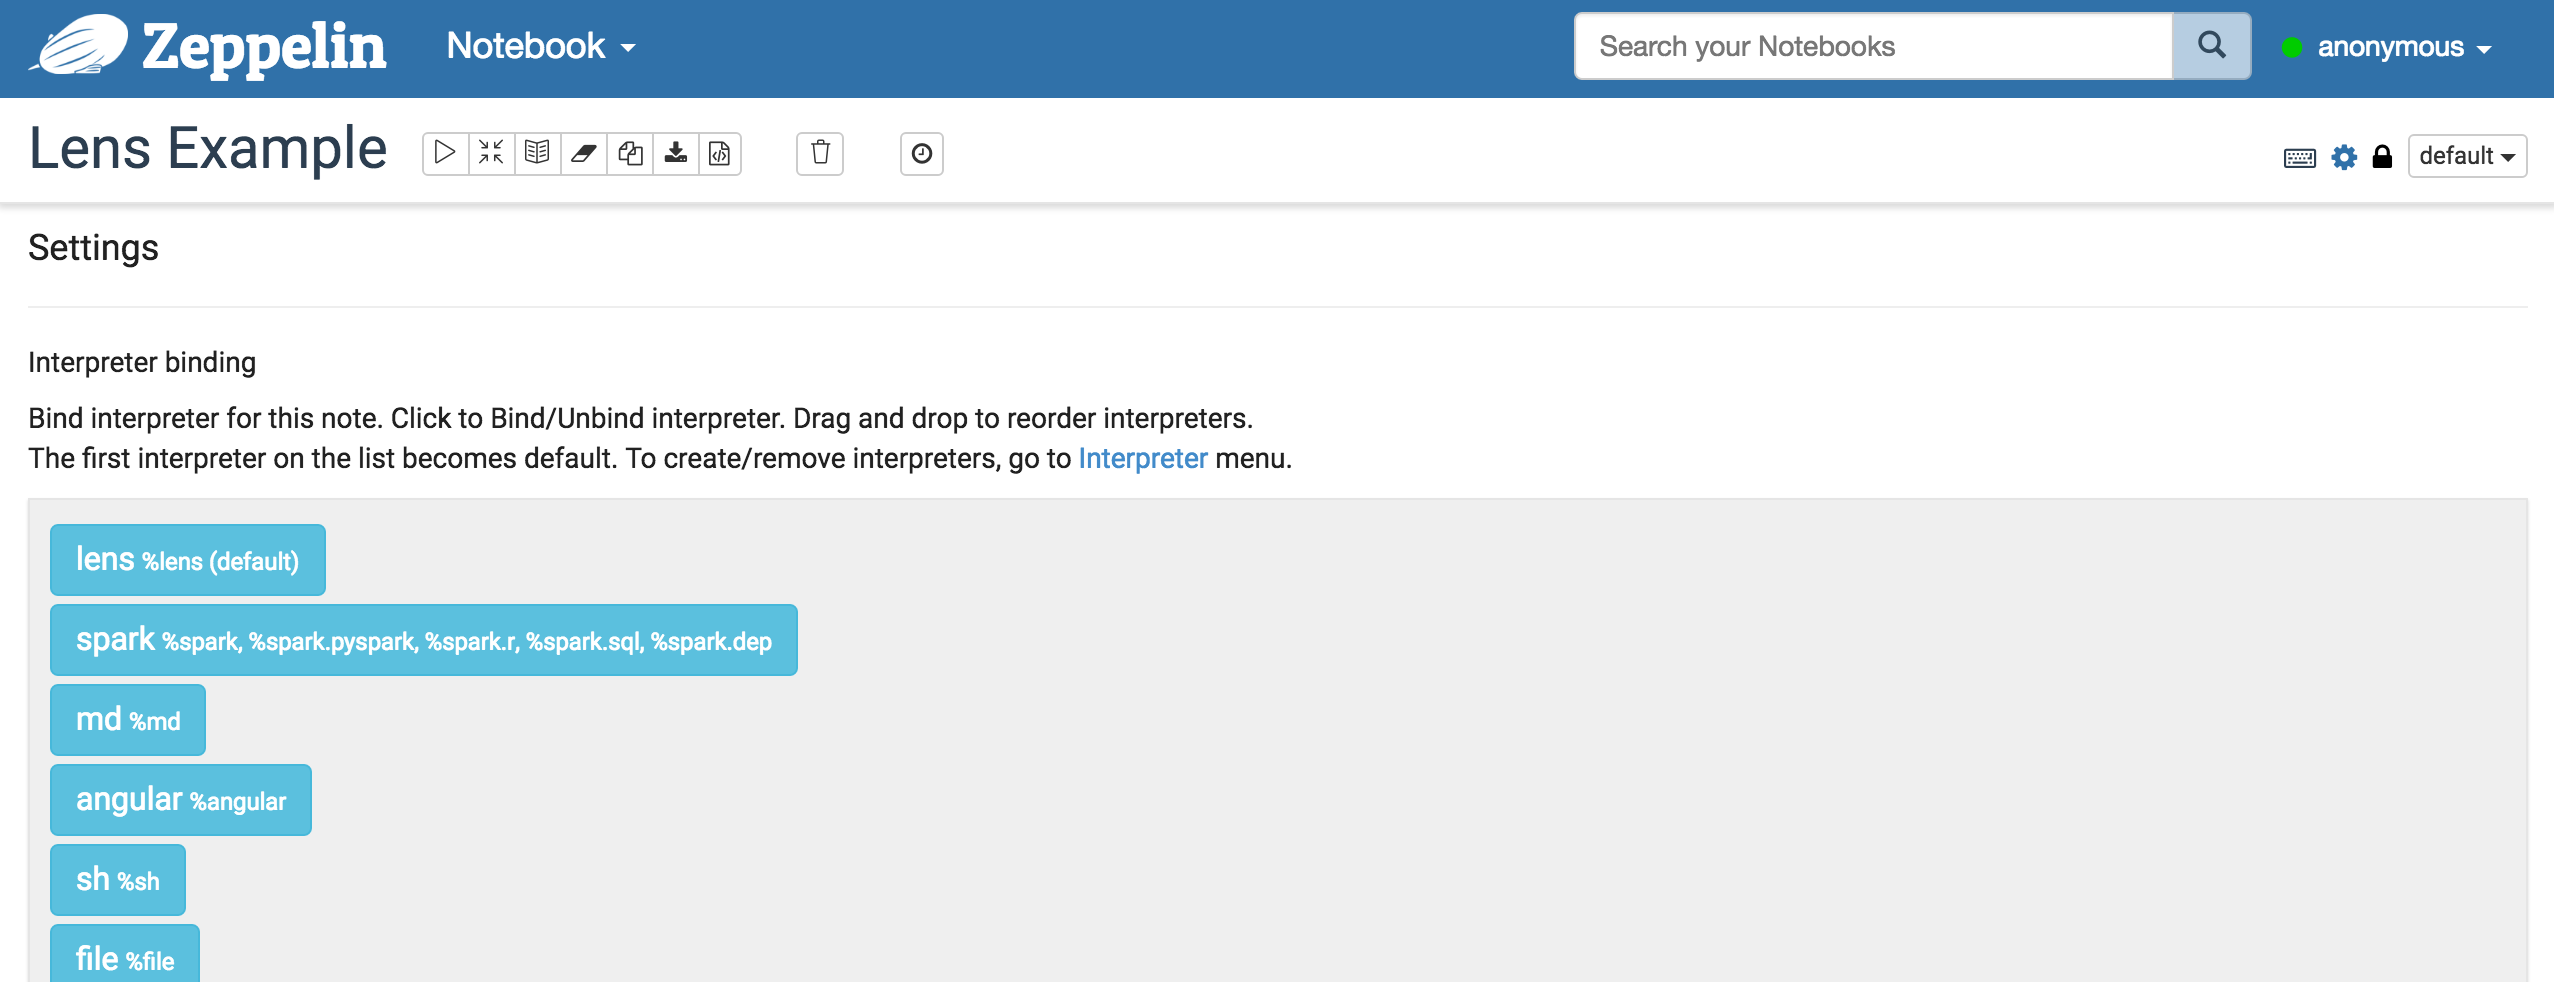 Zeppelin Notebook Search your Notebooks anonymous
Lens Example default
Settings
Interpreter binding
Bind interpreter for this note. Click to Bind/Unbind interpreter. Drag and drop to reorder interpreters.
The first interpreter on the list becomes default. To create/remove interpreters, go to Interpreter menu.
lens %lens (default)
spark %spark, %spark.pyspark, %spark.r, %spark.sql, %spark.dep
md %md
angular %angular
sh %sh
file %file